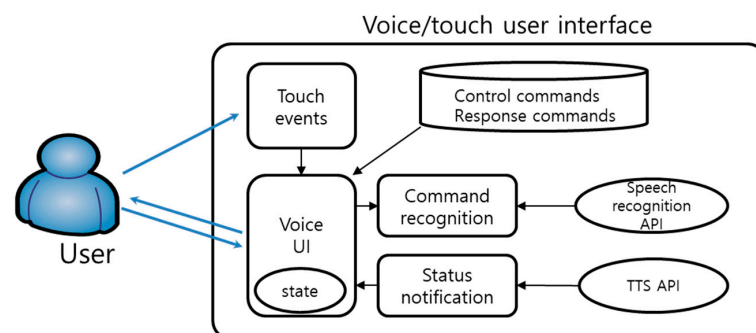 Voice/touch user interface
Touch
events
Control commands
Response commands
User
Voice
UI
state
Command
recognition
Speech
recognition
API
Status
notification
TTS API